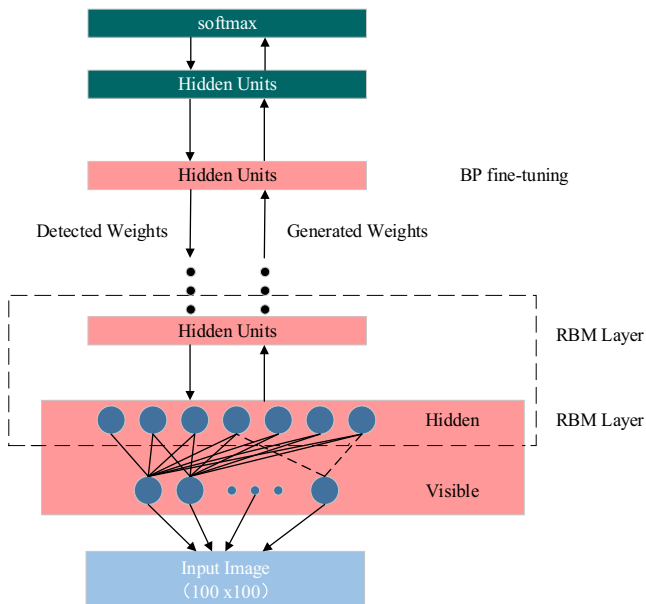 softmax
Hidden Units
Hidden Units
BP fine-tuning
Detected Weights
Generated Weights
Hidden Units
RBM Layer
Hidden
RBM Layer
Visible
Input Image
（100 x100）